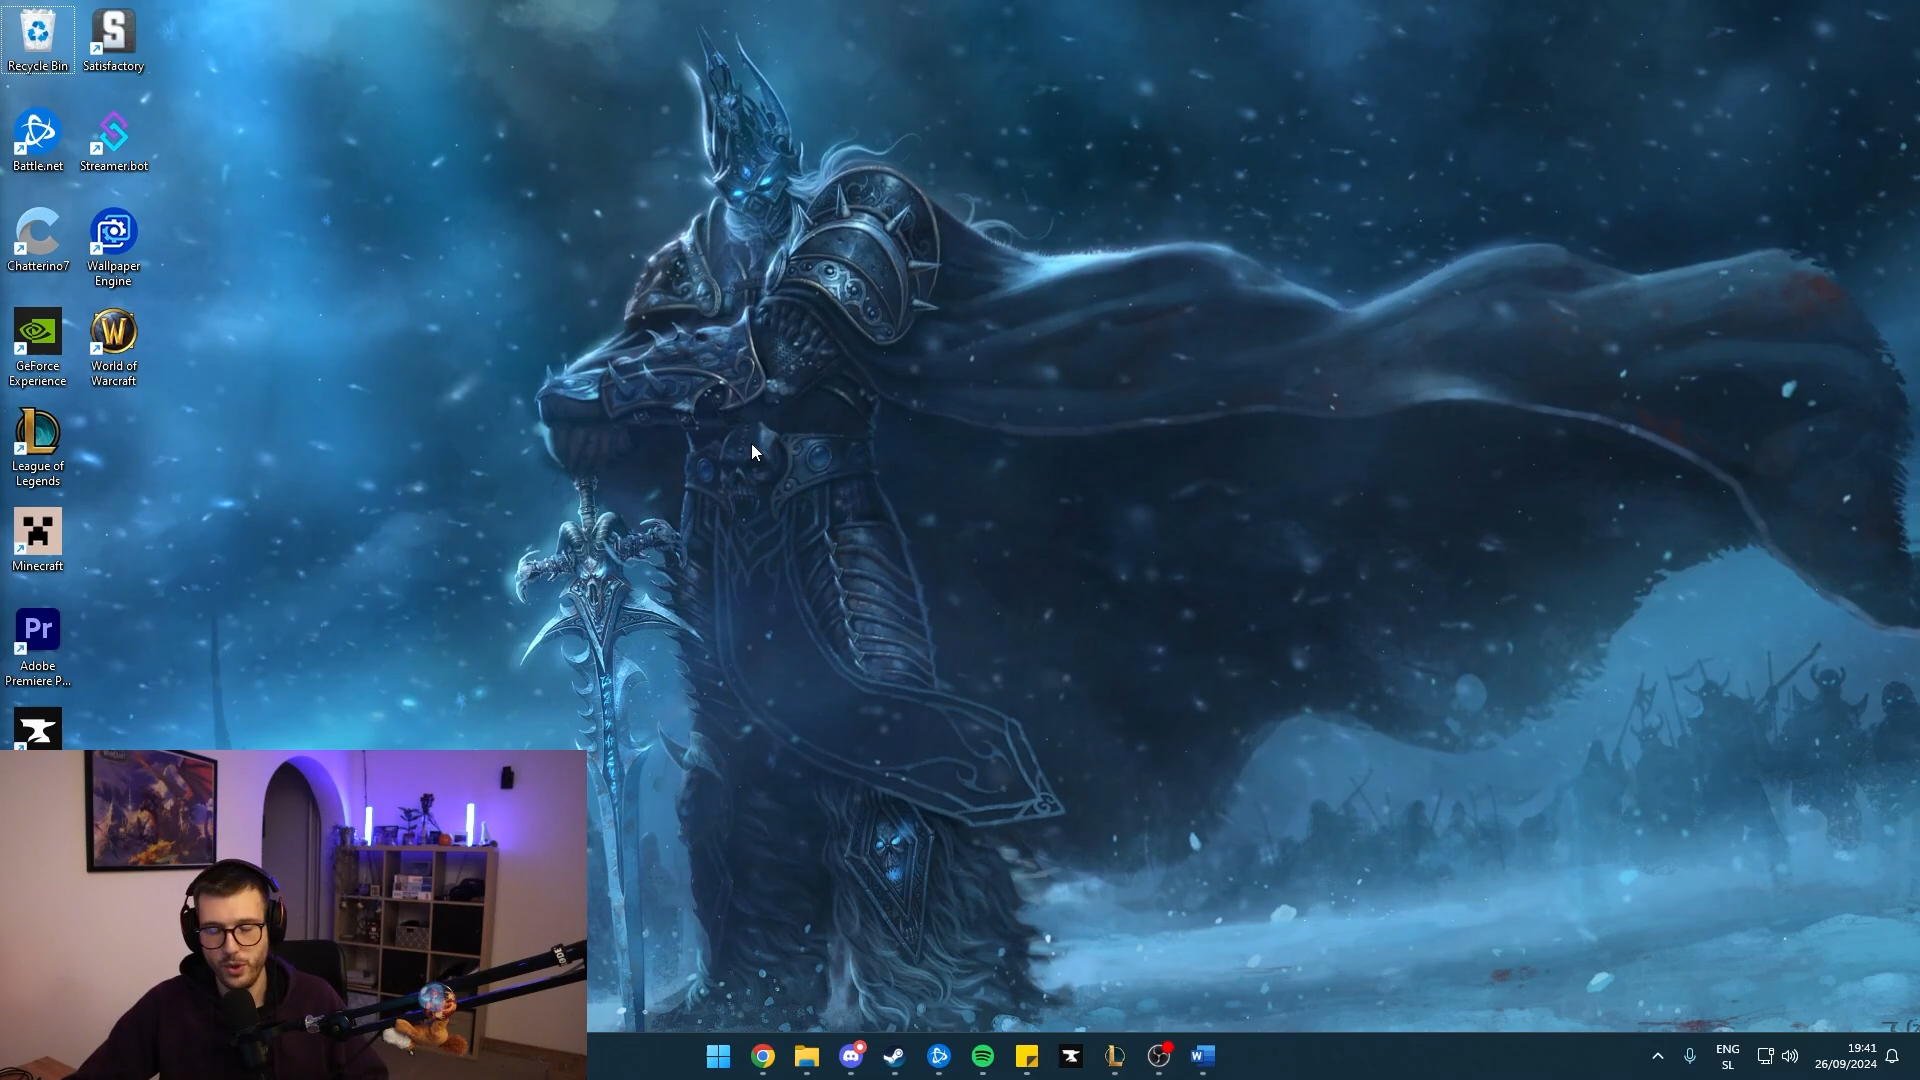 Recycle Bin
Satisfactory
Battle.net
Streamer.bot
Chatterino7
Wallpaper
Engine
GeForce
Experience
World of
Warcraft
League of
Legends
Minecraft
Pr
Adobe
Premiere P...
ENG
SL
19:41
26/09/2024